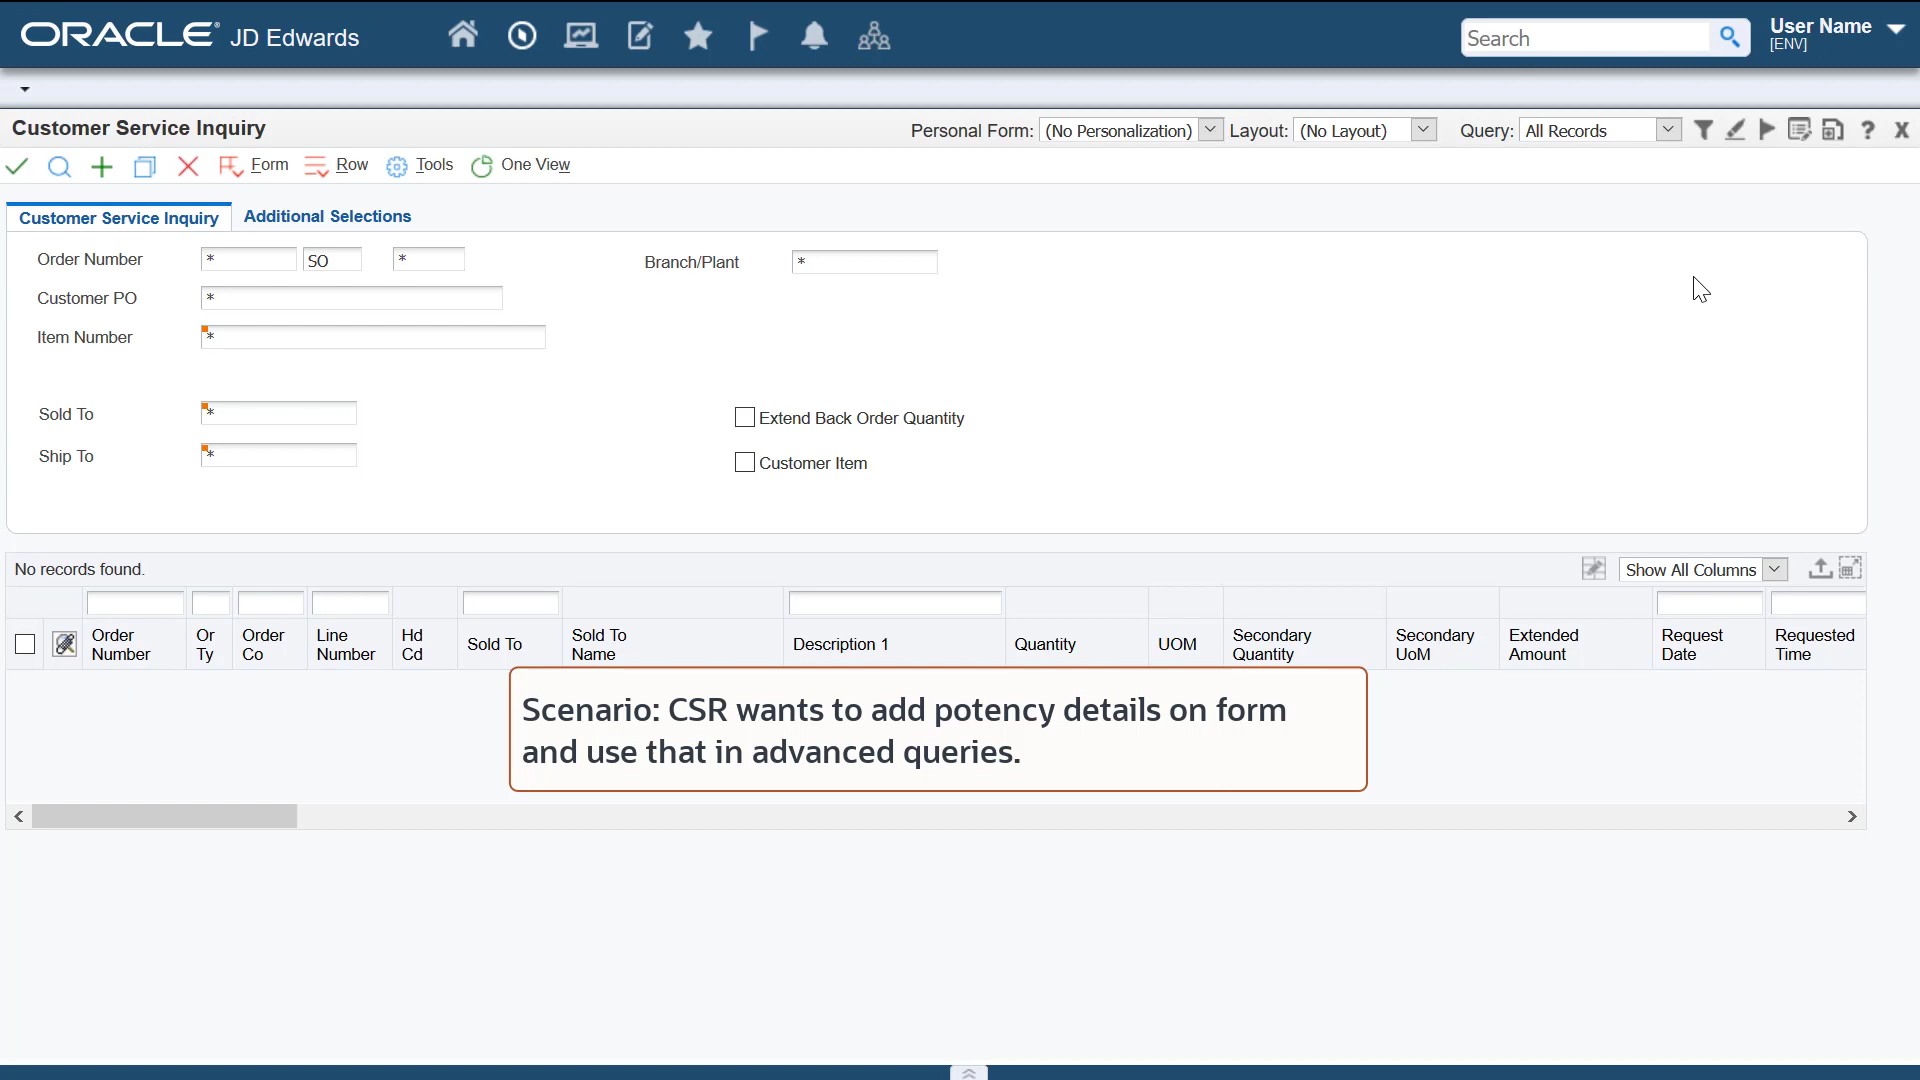 ORACLE® JD Edwards
Search
User Name
[ENV]
Customer Service Inquiry
Personal Form: (No Personalization) Layout: (No Layout) Query: All Records
Form Row Tools One View
Customer Service Inquiry Additional Selections
Order Number * SO * Branch/Plant *
Customer PO *
Item Number *
Sold To * Extend Back Order Quantity
Ship To * Customer Item
No records found. Show All Columns
Order Number Or Ty Order Co Line Number Hd Cd Sold To Sold To Name Description 1 Quantity UOM Secondary Quantity Secondary UoM Extended Amount Request Date Requested Time
Scenario: CSR wants to add potency details on form
and use that in advanced queries.